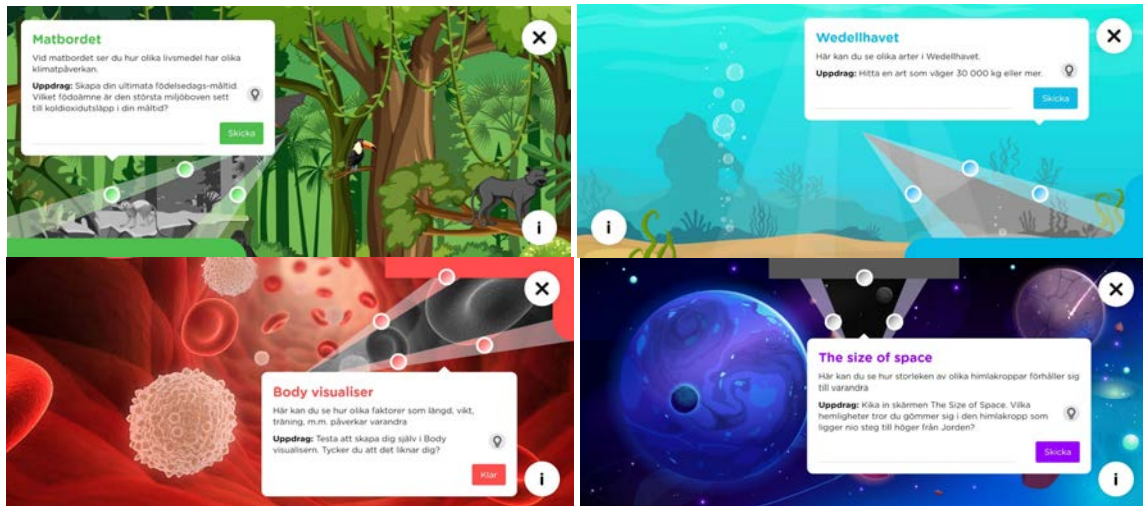 Matbordet
Vid matbordet ser du hur olika livsmedel har olika
klimatpåverkan.
Uppdrag: Skapa din ultimata födelsedags-måltid.
Vilket födoämne är den största miljöboven sett
till koldioxidutsläpp i din måltid?
Skicka
i
Wedellhavet
Här kan du se olika arter i Wedellhavet.
Uppdrag: Hitta en art som väger 30 000 kg eller mer.
Skicka
i
Body visualiser
Här kan du se hur olika faktorer som längd, vikt,
träning, m.m. påverkar varandra
Uppdrag: Testa att skapa dig själv i Body
visualisern. Tycker du att det liknar dig?
Klar
i
The size of space
Här kan du se hur storleken av olika himlakroppar förhåller sig
till varandra
Uppdrag: Kika in skärmen The Size of Space. Vilka
hemligheter tror du gömmer sig i den himlakropp som
ligger nio steg till höger från Jorden?
Skicka
i